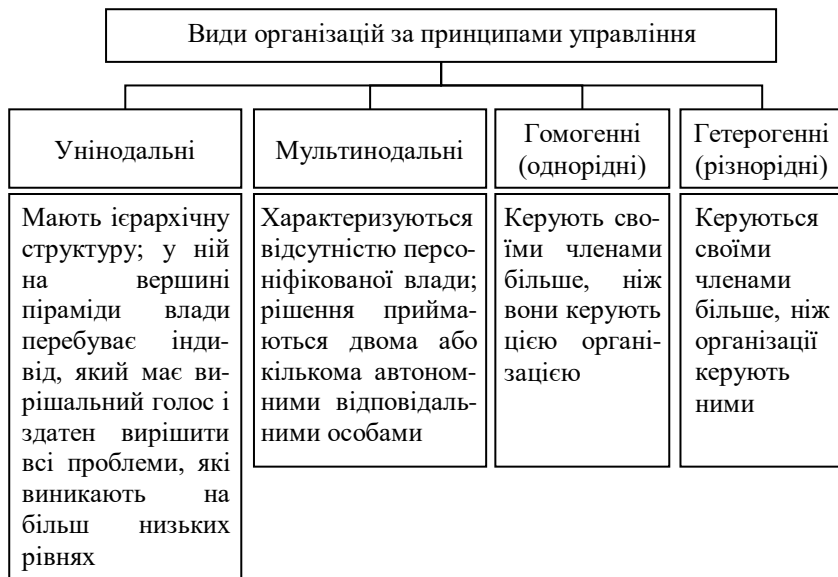 Види організацій за принципами управління
Унінодальні
Мультинодальні
Гомогенні
(однорідні)
Гетерогенні
(різнорідні)
Мають ієрархічну
структуру; у ній
на вершині
піраміди влади
перебуває інди-
від, який має ви-
рішальний голос і
здатен вирішити
всі проблеми, які
виникають на
більш низьких
рівнях
Характеризуються
відсутністю персо-
ніфікованої влади;
рішення прийма-
ються двома або
кількома автоном-
ними відповідаль-
ними особами
Керують сво-
їми членами
більше, ніж
вони керують
цією органі-
зацією
Керуються
своїми
членами
більше, ніж
організації
керують
ними